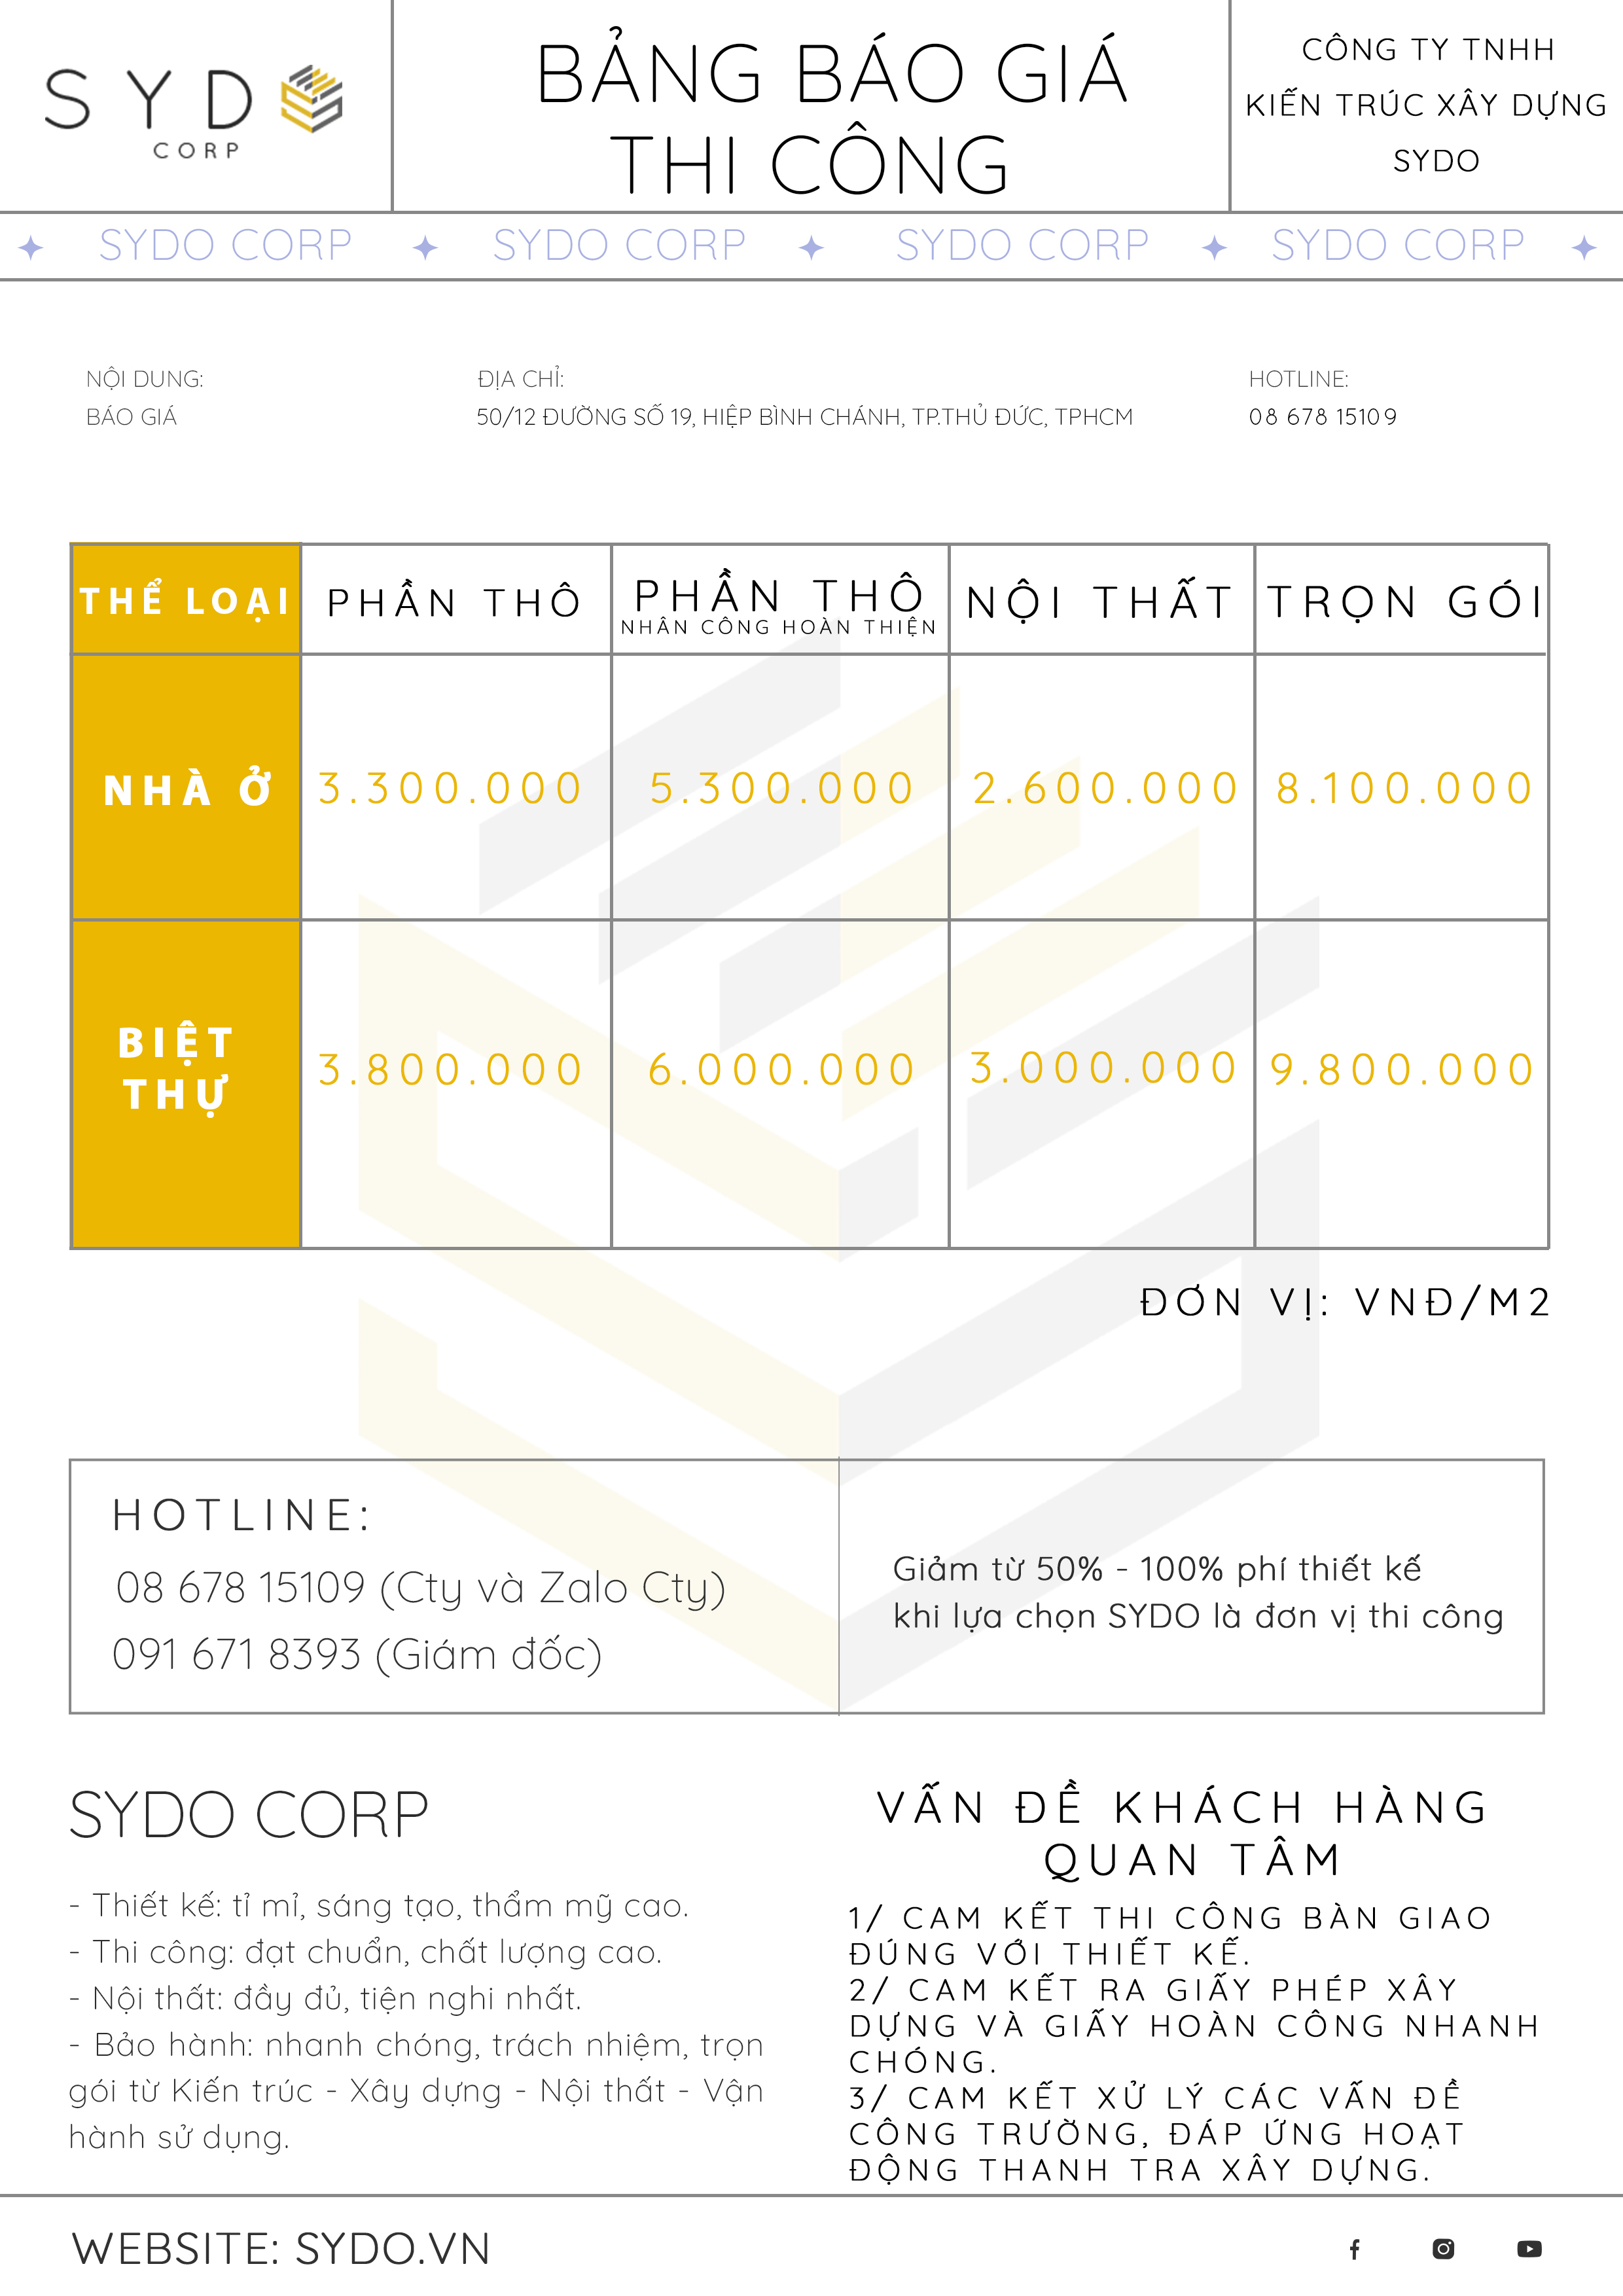 SYDO
CORP
BẢNG BÁO GIÁ
THI CÔNG
CÔNG TY TNHH
KIẾN TRÚC XÂY DỰNG
SYDO
SYDO CORP SYDO CORP SYDO CORP SYDO CORP
NỘI DUNG:
BÁO GIÁ
ĐỊA CHỈ:
50/12 ĐƯỜNG SỐ 19, HIỆP BÌNH CHÁNH, TP.THỦ ĐỨC, TPHCM
HOTLINE:
08 678 15109
THỂ LOẠI PHẦN THÔ PHẦN THÔ NỘI THẤT TRỌN GÓI
NHÂN CÔNG HOÀN THIỆN
NHÀ Ở 3.300.000 5.300.000 2.600.000 8.100.000
BIỆT
THỰ
3.800.000 6.000.000 3.000.000 9.800.000
ĐƠN VỊ: VNĐ/M2
HOTLINE:
08 678 15109 (Cty và Zalo Cty)
091 671 8393 (Giám đốc)
Giảm từ 50% - 100% phí thiết kế
khi lựa chọn SYDO là đơn vị thi công
SYDO CORP
- Thiết kế: tỉ mỉ, sáng tạo, thẩm mỹ cao.
- Thi công: đạt chuẩn, chất lượng cao.
- Nội thất: đầy đủ, tiện nghi nhất.
- Bảo hành: nhanh chóng, trách nhiệm, trọn
gói từ Kiến trúc - Xây dựng - Nội thất - Vận
hành sử dụng.
VẤN ĐỀ KHÁCH HÀNG
QUAN TÂM
1/ CAM KẾT THI CÔNG BÀN GIAO
ĐÚNG VỚI THIẾT KẾ.
2/ CAM KẾT RA GIẤY PHÉP XÂY
DỰNG VÀ GIẤY HOÀN CÔNG NHANH
CHÓNG.
3/ CAM KẾT XỬ LÝ CÁC VẤN ĐỀ
CÔNG TRƯỜNG, ĐÁP ỨNG HOẠT
ĐỘNG THANH TRA XÂY DỰNG.
WEBSITE: SYDO.VN